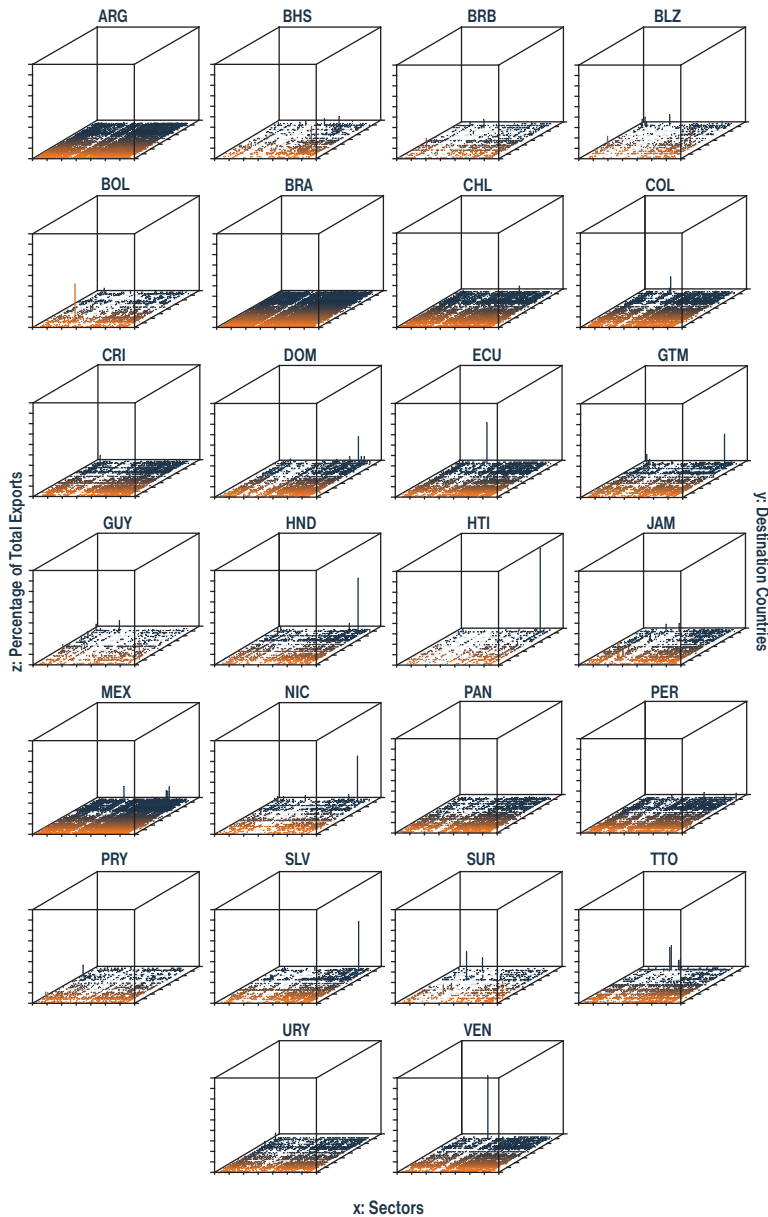 ARG BHS BRB BLZ
BOL BRA CHL COL
CRI DOM ECU GTM
z: Percentage of Total Exports
y: Destination Countries
GUY HND HTI JAM
MEX NIC PAN PER
PRY SLV SUR TTO
URY VEN
x: Sectors